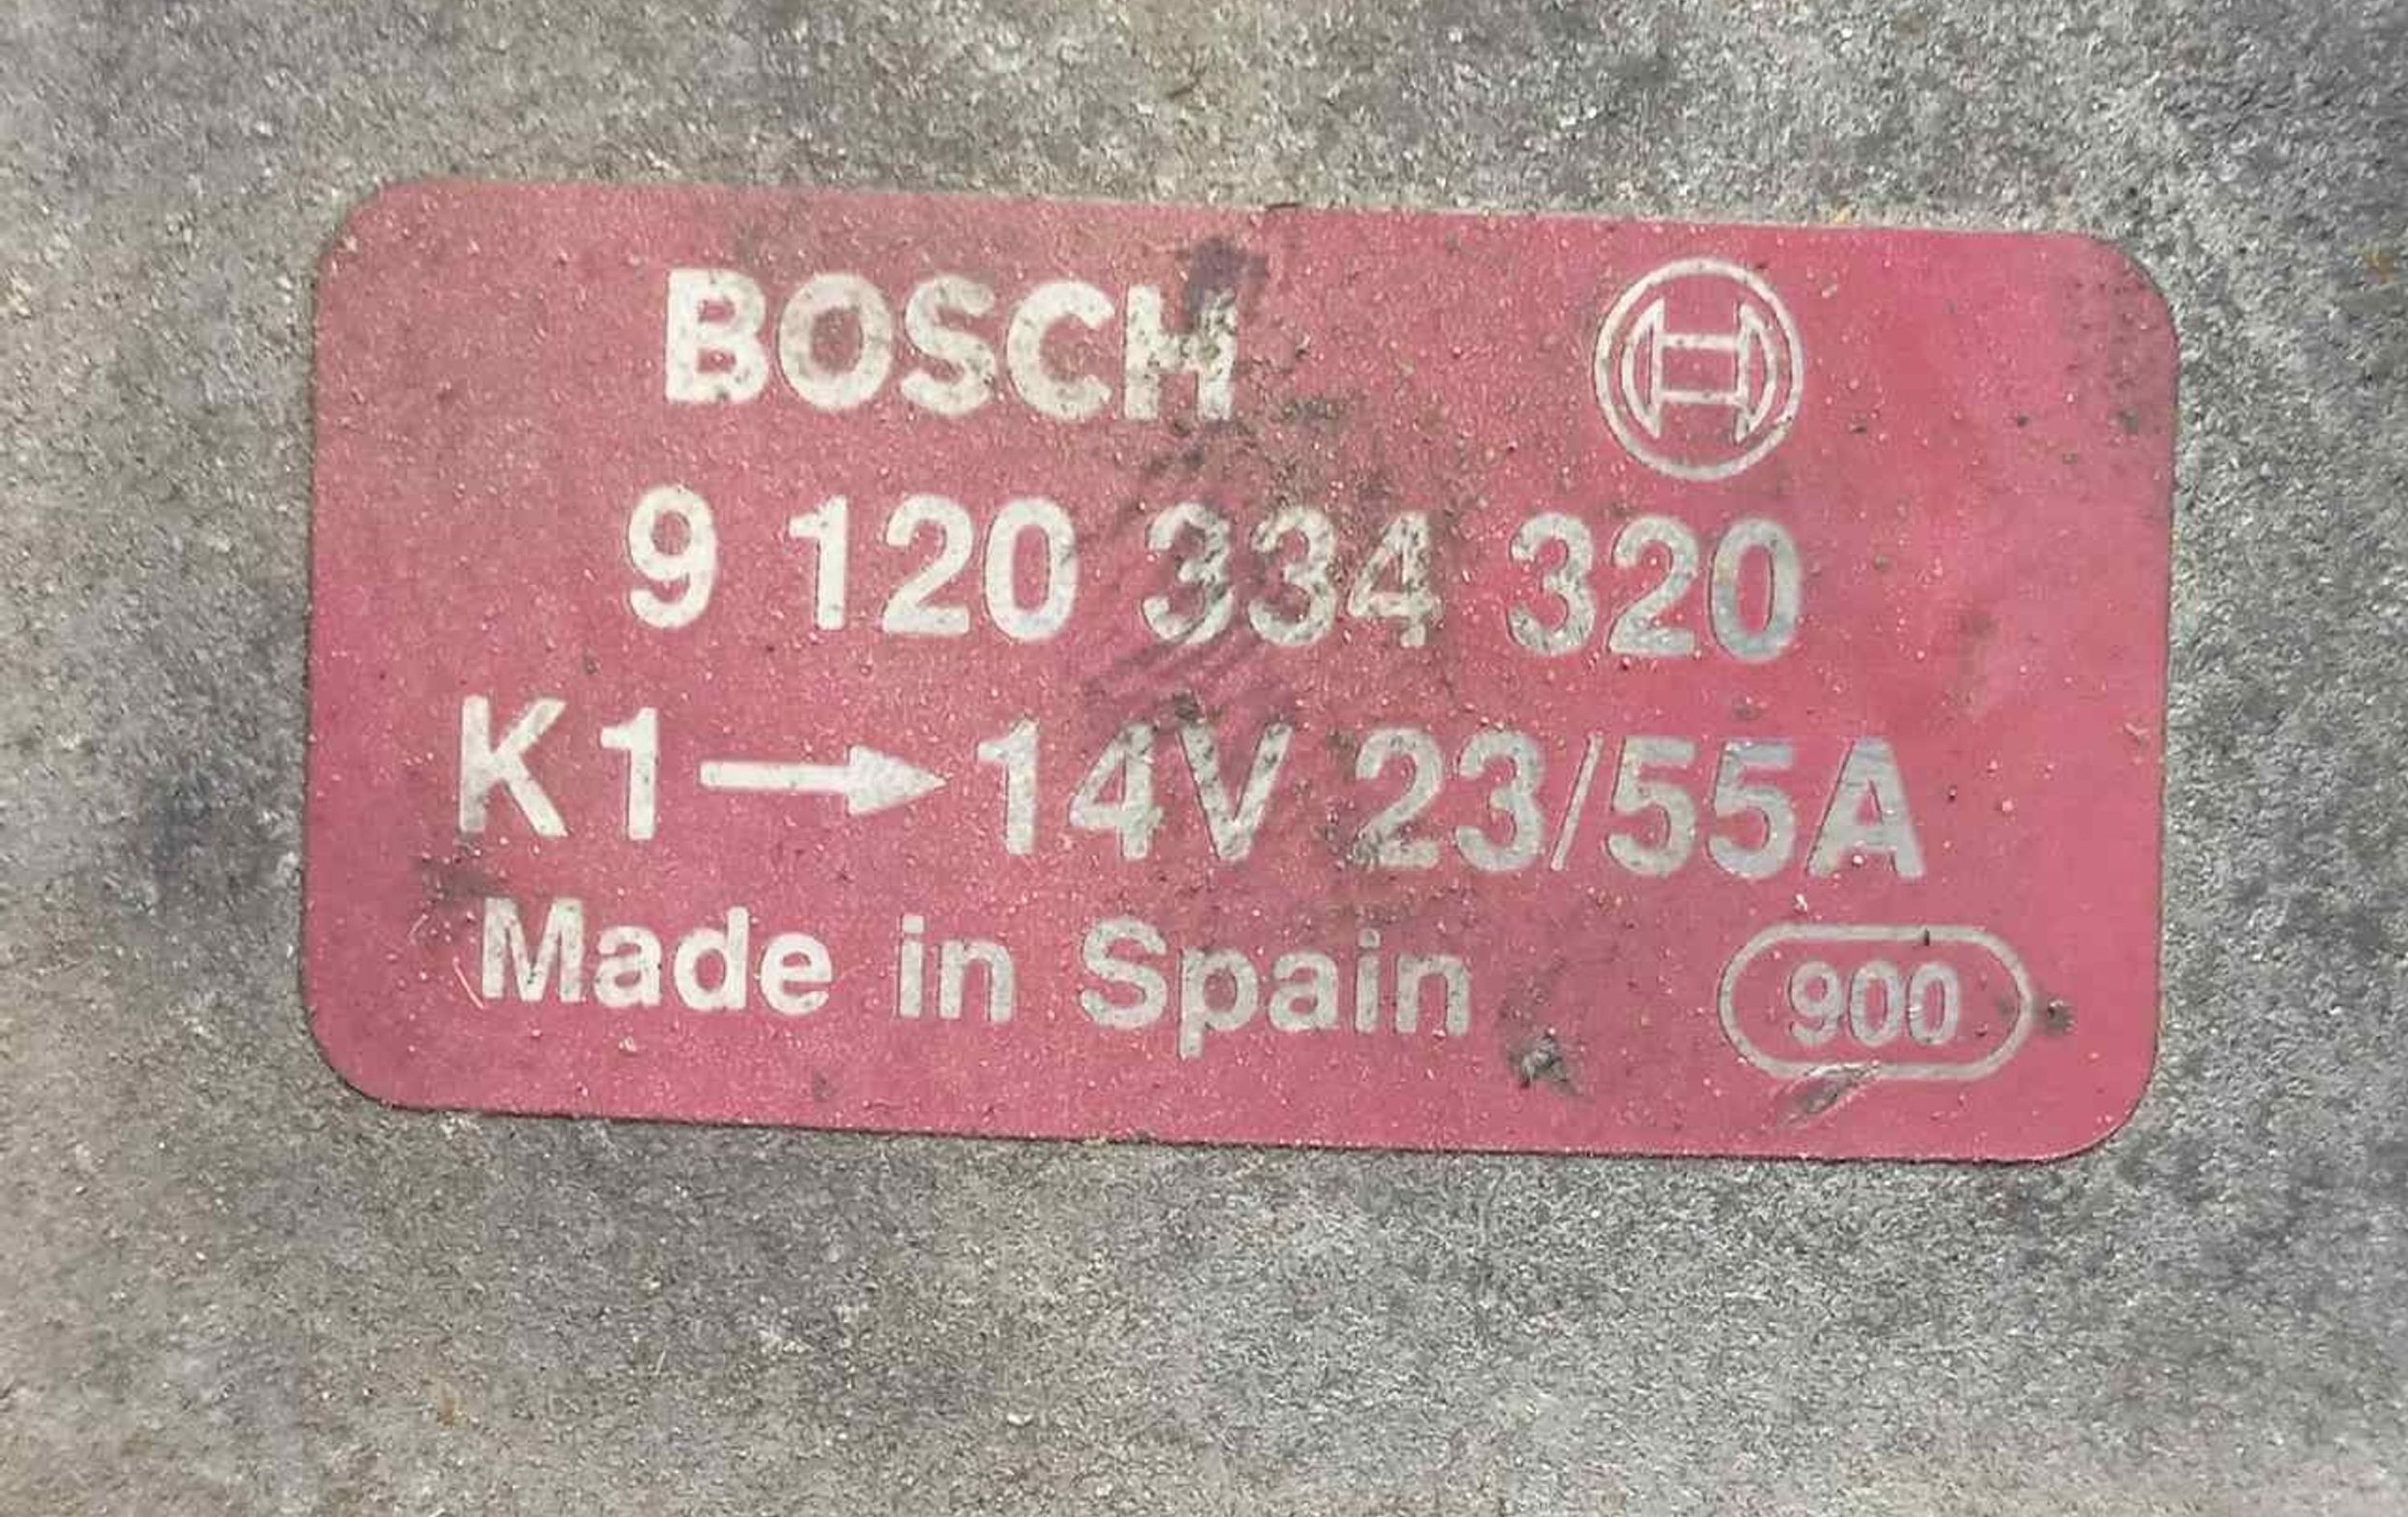 BOSCH
9 120 334 320
K1→14V 23/55A
Made in Spain 900